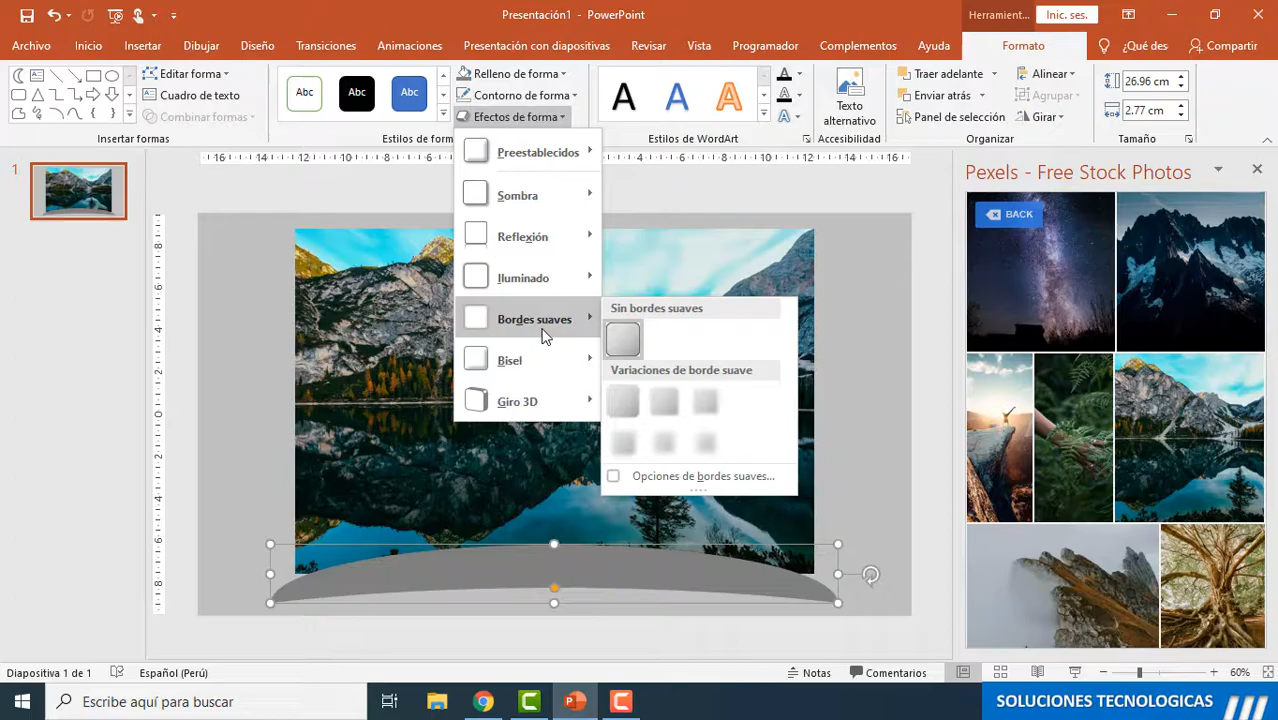 Presentación1 - PowerPoint
Herramient...
Inic. ses.
Archivo Inicio Insertar Dibujar Diseño Transiciones Animaciones Presentación con diapositivas Revisar Vista Programador Complementos Ayuda Formato ¿Qué des Compartir
Editar forma
Cuadro de texto
Combinar formas
Insertar formas
Abc Abc Abc
Relleno de forma
Contorno de forma
Efectos de forma
Estilos de forma
A A A
Estilos de WordArt
Texto
alternativo
Accesibilidad
Traer adelante
Enviar atrás
Panel de selección
Alinear
Agrupar
Girar
Organizar
26.96 cm
2.77 cm
Tamaño
Preestablecidos
Sombra
Reflexión
Iluminado
Bordes suaves
Bisel
Giro 3D
Sin bordes suaves
Variaciones de borde suave
Opciones de bordes suaves...
1
Pexels - Free Stock Photos
BACK
Diapositiva 1 de 1 Español (Perú) Notas Comentarios 60%
Escribe aquí para buscar
SOLUCIONES TECNOLOGICAS